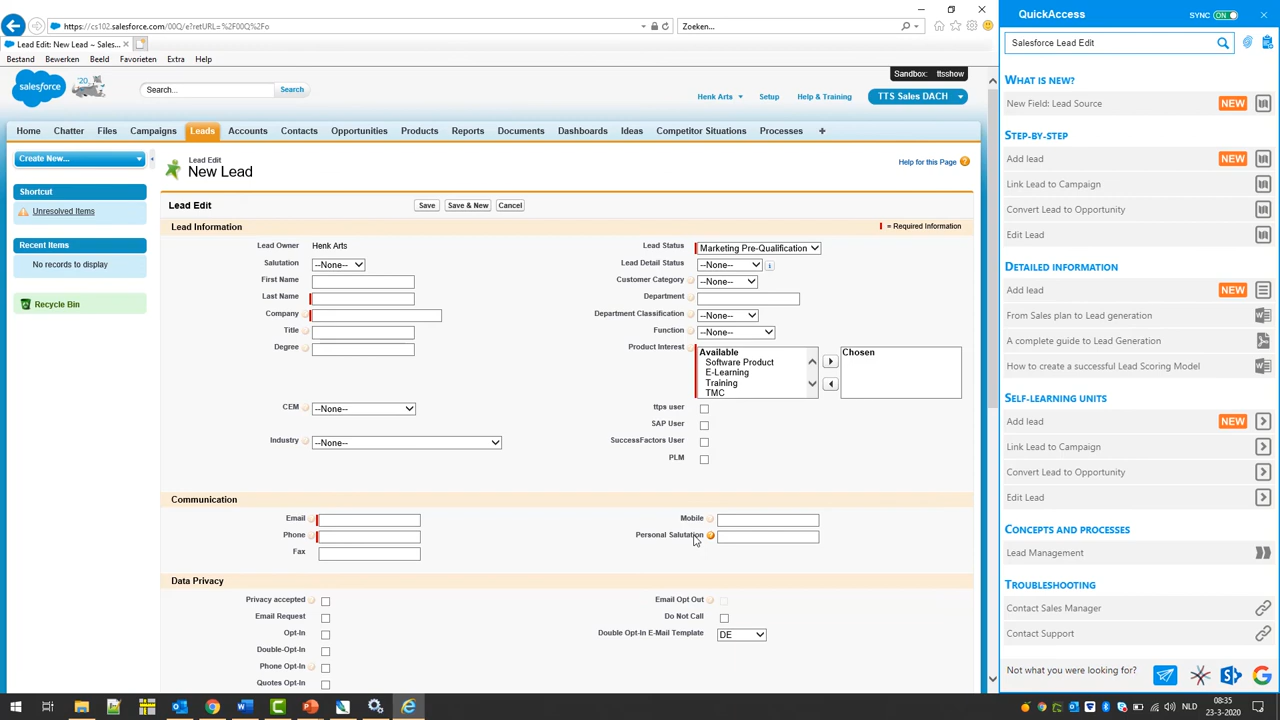 https://cs102.salesforce.com/00Q/e?retURL=%2F00Q%2Fo
Zoeken...
Lead Edit: New Lead ~ Sales...
Bestand Bewerken Beeld Favorieten Extra Help
salesforce
'20
Search...
Search
Sandbox: ttsshow
Henk Arts Setup Help & Training TTS Sales DACH
Home Chatter Files Campaigns Leads Accounts Contacts Opportunities Products Reports Documents Dashboards Ideas Competitor Situations Processes +
Create New...
Shortcut
Unresolved Items
Recent Items
No records to display
Recycle Bin
Lead Edit
New Lead
Help for this Page
Lead Edit Save Save & New Cancel
Lead Information
= Required Information
Lead Owner Henk Arts
Salutation --None--
First Name
Last Name
Company
Title
Degree
CEM --None--
Industry --None--
Lead Status Marketing Pre-Qualification
Lead Detail Status --None--
Customer Category --None--
Department
Department Classification --None--
Function --None--
Product Interest Available Chosen
Software Product
E-Learning
Training
TMC
ttps user
SAP User
SuccessFactors User
PLM
Communication
Email
Phone
Fax
Mobile
Personal Salutation
Data Privacy
Privacy accepted
Email Request
Opt-In
Double-Opt-In
Phone Opt-In
Quotes Opt-In
Email Opt Out
Do Not Call
Double Opt-In E-Mail Template DE
QuickAccess SYNC ON
Salesforce Lead Edit
WHAT IS NEW?
New Field: Lead Source NEW
STEP-BY-STEP
Add lead NEW
Link Lead to Campaign
Convert Lead to Opportunity
Edit Lead
DETAILED INFORMATION
Add lead NEW
From Sales plan to Lead generation
A complete guide to Lead Generation
How to create a successful Lead Scoring Model
SELF-LEARNING UNITS
Add lead NEW
Link Lead to Campaign
Convert Lead to Opportunity
Edit Lead
CONCEPTS AND PROCESSES
Lead Management
TROUBLESHOOTING
Contact Sales Manager
Contact Support
Not what you were looking for?
NLD
08:35
23-3-2020